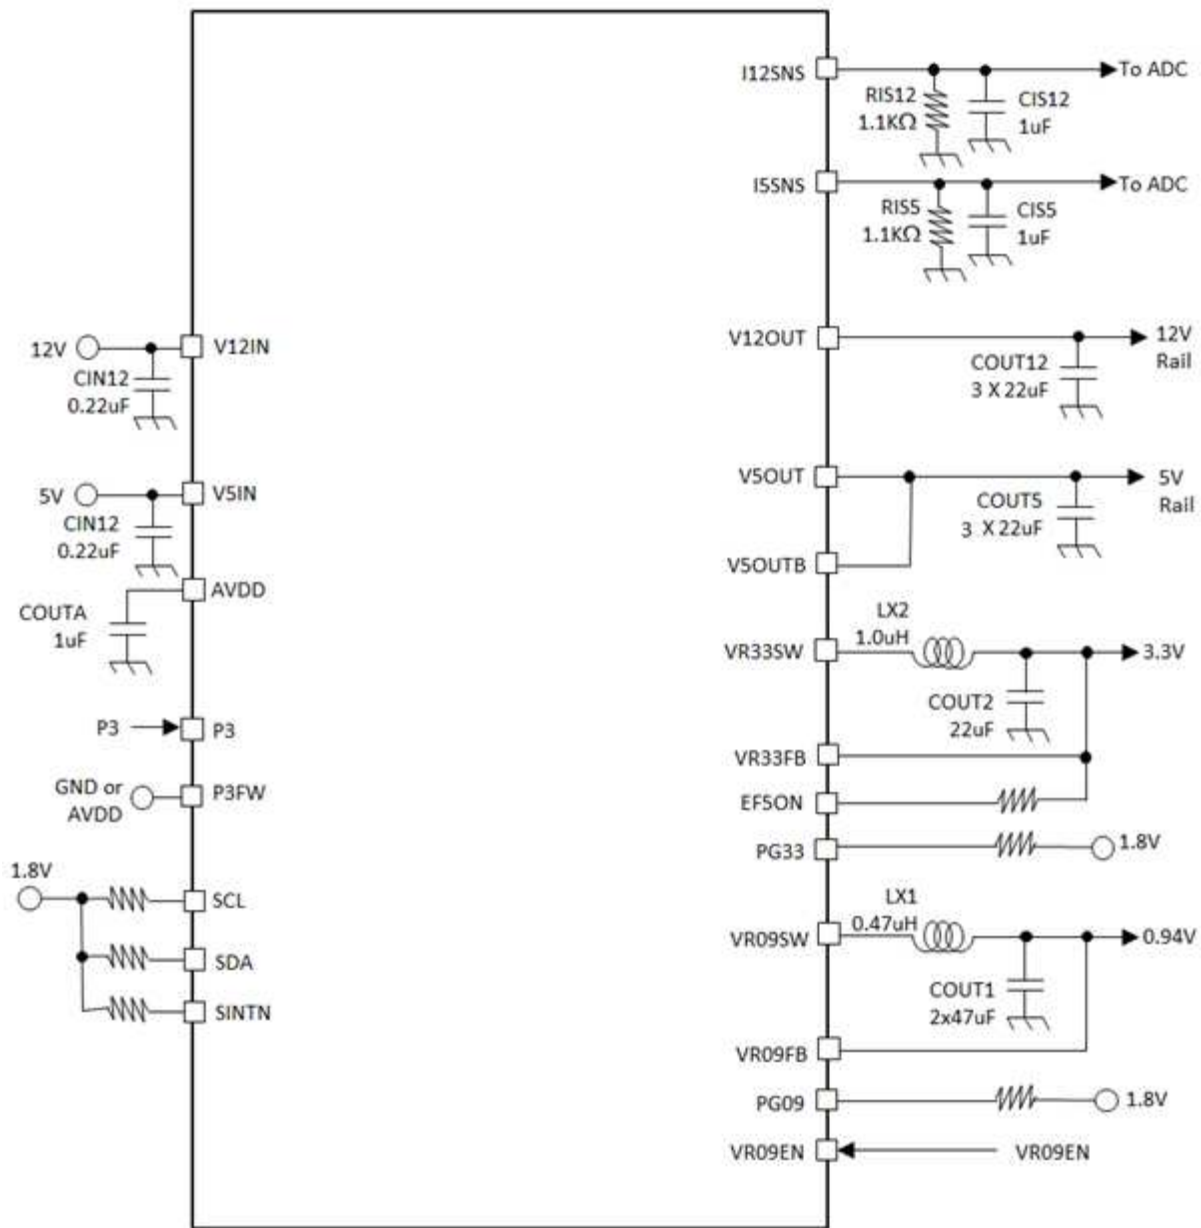 I12SNS
To ADC
RIS12
1.1KΩ
CIS12
1uF
I5SNS
To ADC
RIS5
1.1KΩ
CIS5
1uF
12V
V12IN
CIN12
0.22uF
V12OUT
12V
Rail
COUT12
3 X 22uF
5V
V5IN
CIN12
0.22uF
V5OUT
5V
Rail
COUT5
3 X 22uF
V5OUTB
AVDD
COUTA
1uF
LX2
1.0uH
VR33SW
3.3V
COUT2
22uF
P3
P3
VR33FB
GND or
AVDD
P3FW
EF5ON
PG33
1.8V
1.8V
SCL
SDA
SINTN
LX1
0.47uH
VR09SW
0.94V
COUT1
2x47uF
VR09FB
PG09
1.8V
VR09EN
VR09EN